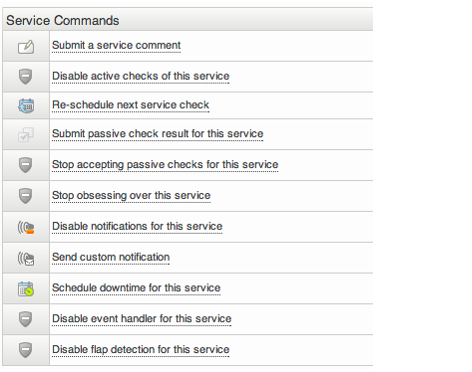 Service Commands
Submit a service comment
Disable active checks of this service
Re-schedule next service check
Submit passive check result for this service
Stop accepting passive checks for this service
Stop obsessing over this service
Disable notifications for this service
Send custom notification
Schedule downtime for this service
Disable event handler for this service
Disable flap detection for this service